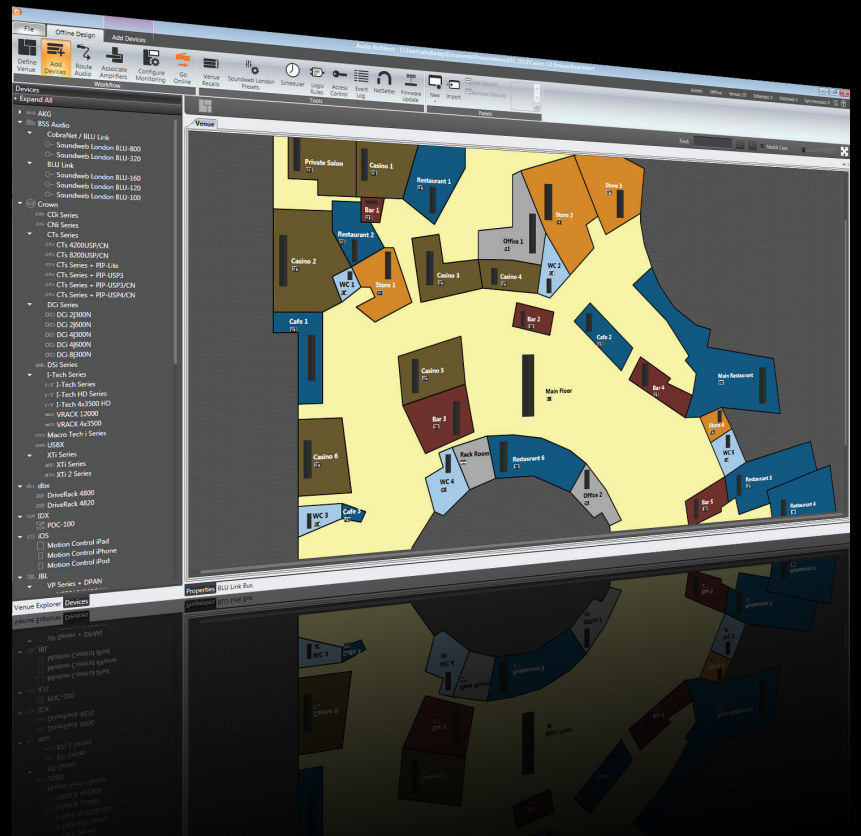 File
Offline Design
Add Devices
Audio Architect - C:\Users\
Admin
Offline
Define Venue
Add Devices
Route Audio
Associate Amplifiers
Configure Monitoring
Go Online
Workflow
Venue Recalls
Soundweb London Presets
Scheduler
Logic Rules
Access Control
Event Log
NetSetter
Firmware Update
Tools
New
Import
Panels
Devices
Expand All
AKG
BSS Audio
CobraNet / BLU Link
Soundweb London BLU-800
Soundweb London BLU-320
BLU Link
Soundweb London BLU-160
Soundweb London BLU-120
Soundweb London BLU-100
Crown
CDi Series
CNi Series
CTs Series
CTs 4200USP/CN
CTs 8200USP/CN
CTs Series + PIP-Lite
CTs Series + PIP-USP3
CTs Series + PIP-USP3/CN
CTs Series + PIP-USP4/CN
DCi Series
DCi 2|300N
DCi 2|600N
DCi 4|300N
DCi 4|600N
DCi 8|300N
DSi Series
I-Tech Series
I-Tech Series
I-Tech HD Series
I-Tech 4x3500 HD
VRACK 12000
VRACK 4x3500
Macro Tech i Series
USBX
XTi Series
XTi Series
XTi 2 Series
dbx
DriveRack 4800
DriveRack 4820
IDX
PDC-100
iOS
Motion Control iPad
Motion Control iPhone
Motion Control iPod
JBL
VP Series + DPAN
Venue Explorer
Devices
Venue
Find
Match Case
Private Salon
Casino 1
Restaurant 1
Bar 1
Restaurant 2
Casino 2
WC 1
Store 1
Casino 3
Casino 4
Office 1
WC 2
Store 2
Store 3
Cafe 1
Bar 2
Cafe 2
Casino 5
Main Floor
Bar 4
Main Restaurant
Bar 3
Store 4
WC 5
Casino 6
Rack Room
Restaurant 6
WC 4
Office 2
Restaurant 3
Bar 5
Restaurant 4
WC 3
Cafe 3
Properties
BLU Link Bus